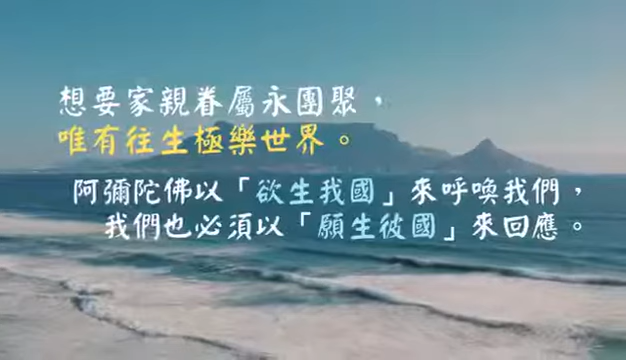 想要家親眷屬永團聚，
唯有往生極樂世界。
阿彌陀佛以「欲生我國」來呼喚我們，
我們也必須以「願生彼國」來回應。